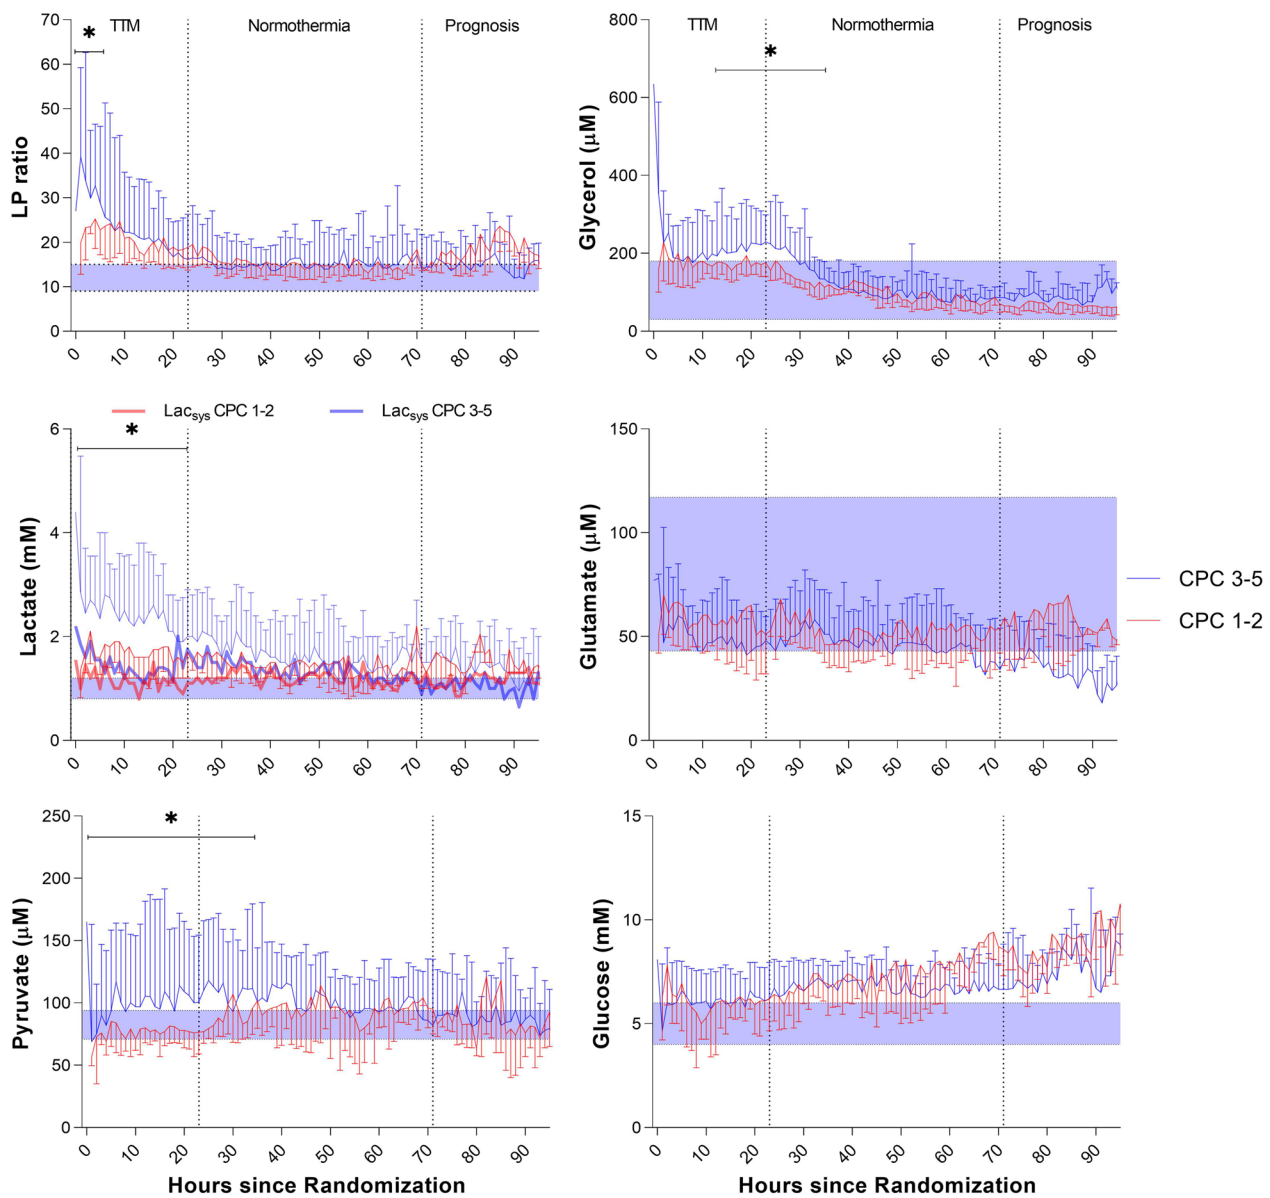 TTM Normothermia Prognosis
*
70
60
50
40
30
20
10
0
LP ratio
0 10 20 30 40 50 60 70 80 90
TTM Normothermia Prognosis
*
800
600
400
200
0
Glycerol (µM)
0 10 20 30 40 50 60 70 80 90
Lacsys CPC 1-2 Lacsys CPC 3-5
*
6
4
2
0
Lactate (mM)
0 10 20 30 40 50 60 70 80 90
150
100
50
0
Glutamate (µM)
0 10 20 30 40 50 60 70 80 90
CPC 3-5
CPC 1-2
*
250
200
150
100
50
0
Pyruvate (µM)
0 10 20 30 40 50 60 70 80 90
Hours since Randomization
15
10
5
0
Glucose (mM)
0 10 20 30 40 50 60 70 80 90
Hours since Randomization